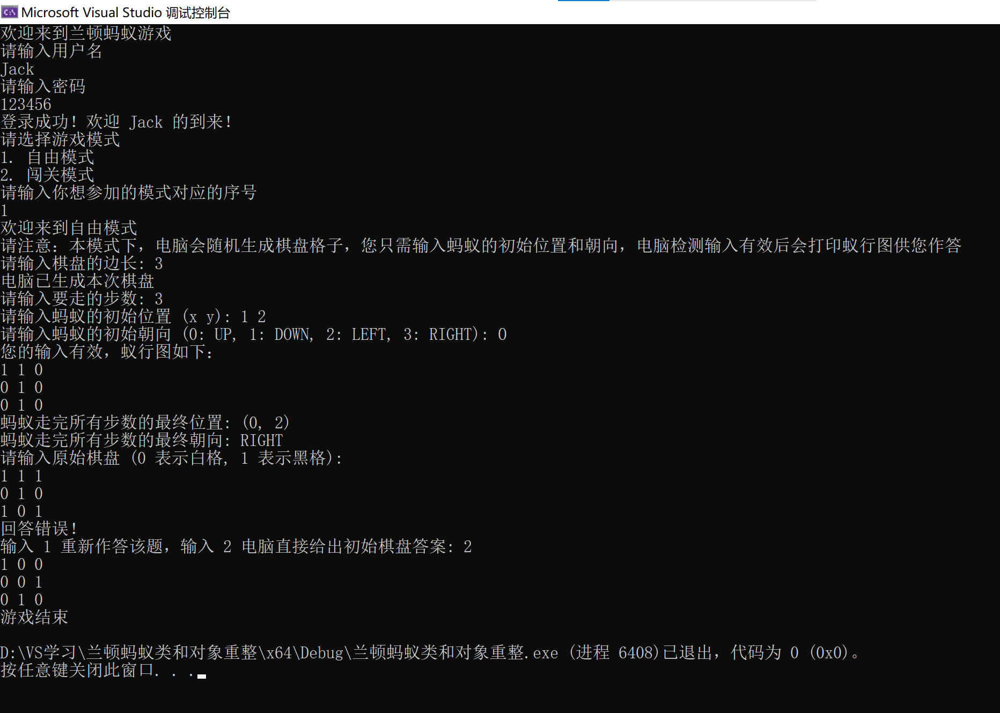 Microsoft Visual Studio 调试控制台
欢迎来到兰顿蚂蚁游戏
请输入用户名
Jack
请输入密码
123456
登录成功! 欢迎 Jack 的到来!
请选择游戏模式
1. 自由模式
2. 闯关模式
请输入你想参加的模式对应的序号
1
欢迎来到自由模式
请注意：本模式下，电脑会随机生成棋盘格子，您只需输入蚂蚁的初始位置和朝向，电脑检测输入有效后会打印蚁行图供您作答
请输入棋盘的边长: 3
电脑已生成本次棋盘
请输入要走的步数: 3
请输入蚂蚁的初始位置 (x y): 1 2
请输入蚂蚁的初始朝向 (0: UP, 1: DOWN, 2: LEFT, 3: RIGHT): 0
您的输入有效，蚁行图如下：
1 1 0
0 1 0
0 1 0
蚂蚁走完所有步数的最终位置: (0, 2)
蚂蚁走完所有步数的最终朝向: RIGHT
请输入原始棋盘 (0 表示白格, 1 表示黑格):
1 1 1
0 1 0
1 0 1
回答错误!
输入 1 重新作答该题，输入 2 电脑直接给出初始棋盘答案: 2
1 0 0
0 0 1
0 1 0
游戏结束
D:\VS学习\兰顿蚂蚁类和对象重整\x64\Debug\兰顿蚂蚁类和对象重整.exe (进程 6408)已退出，代码为 0 (0x0)。
按任意键关闭此窗口. . .